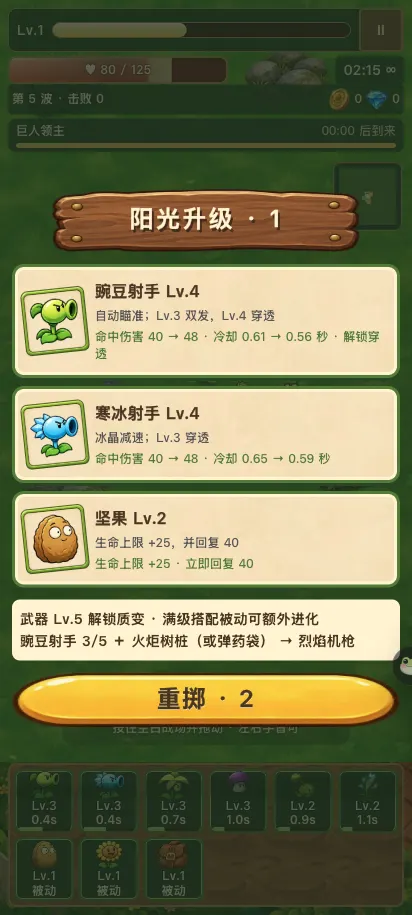 Lv.1
80 / 125
02:15 ∞
第 5 波 · 击败 0
0
0
巨人领主
00:00 后到来
阳光升级 · 1
豌豆射手 Lv.4
自动瞄准；Lv.3 双发，Lv.4 穿透
命中伤害 40 → 48 · 冷却 0.61 → 0.56 秒 · 解锁穿
透
寒冰射手 Lv.4
冰晶减速；Lv.3 穿透
命中伤害 40 → 48 · 冷却 0.65 → 0.59 秒
坚果 Lv.2
生命上限 +25，并回复 40
生命上限 +25 · 立即回复 40
武器 Lv.5 解锁质变 · 满级搭配被动可额外进化
豌豆射手 3/5 + 火炬树桩（或弹药袋） → 烈焰机枪
重掷 · 2
Lv.3
0.4s
Lv.3
0.4s
Lv.3
0.7s
Lv.3
1.0s
Lv.2
0.9s
Lv.2
1.1s
Lv.1
被动
Lv.1
被动
Lv.1
被动